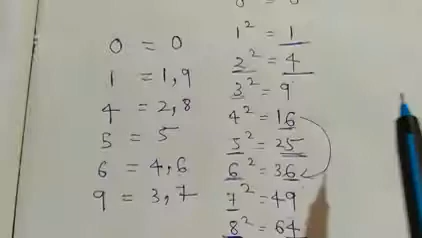 0 = 0
1 = 1,9
4 = 2,8
5 = 5
6 = 4,6
9 = 3,7
1² = 1
2² = 4
3² = 9
4² = 16
5² = 25
6² = 36
7² = 49
8² = 64